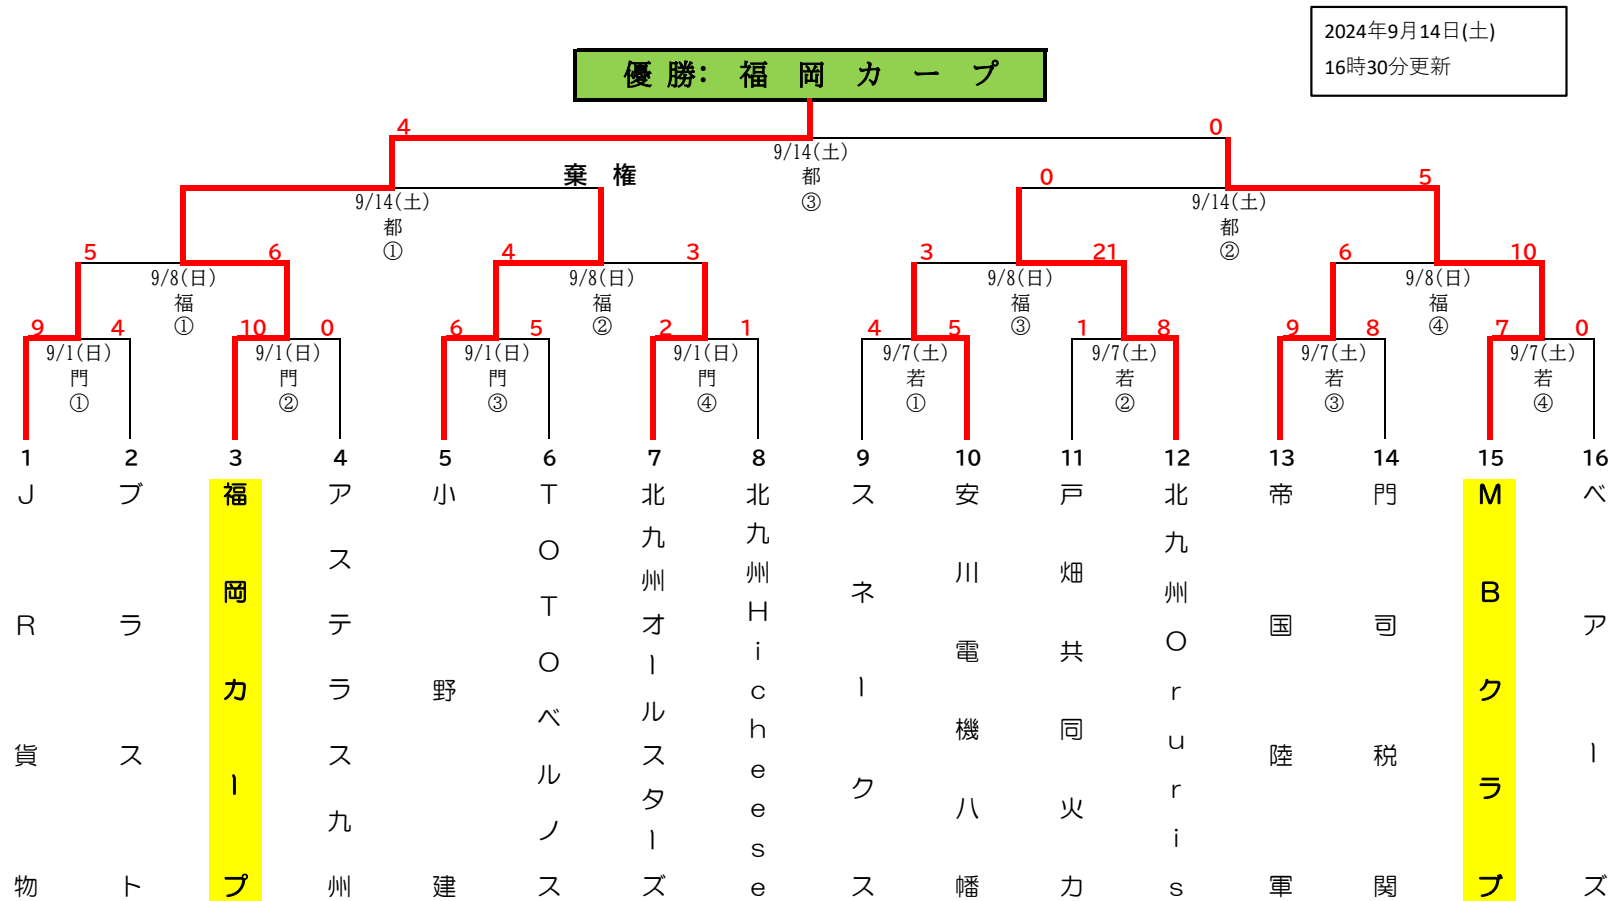 2024年9月14日(土)
16時30分更新
優勝：福岡カープ
4 0
9/14(土)
都
③
棄権 0 5
9/14(土) 9/14(土)
都 都
① ②
5 6 4 3 3 21 6 10
9/8(日) 9/8(日) 9/8(日) 9/8(日)
福 福 福 福
① ② ③ ④
9 4 10 0 6 5 2 1 4 5 1 8 9 8 7 0
9/1(日) 9/1(日) 9/1(日) 9/1(日) 9/7(土) 9/7(土) 9/7(土) 9/7(土)
門 門 門 門 若 若 若 若
① ② ③ ④ ① ② ③ ④
1 2 3 4 5 6 7 8 9 10 11 12 13 14 15 16
JR貨物
ブラスト
福岡カープ
アステラス九州
小野建
TOTOベルノス
北九州オールスターズ
北九州Hicheese
スネークス
安川電機八幡
戸畑共同火力
北九州Oruris
帝国陸軍
門司税関
MBクラブ
ベアーズ